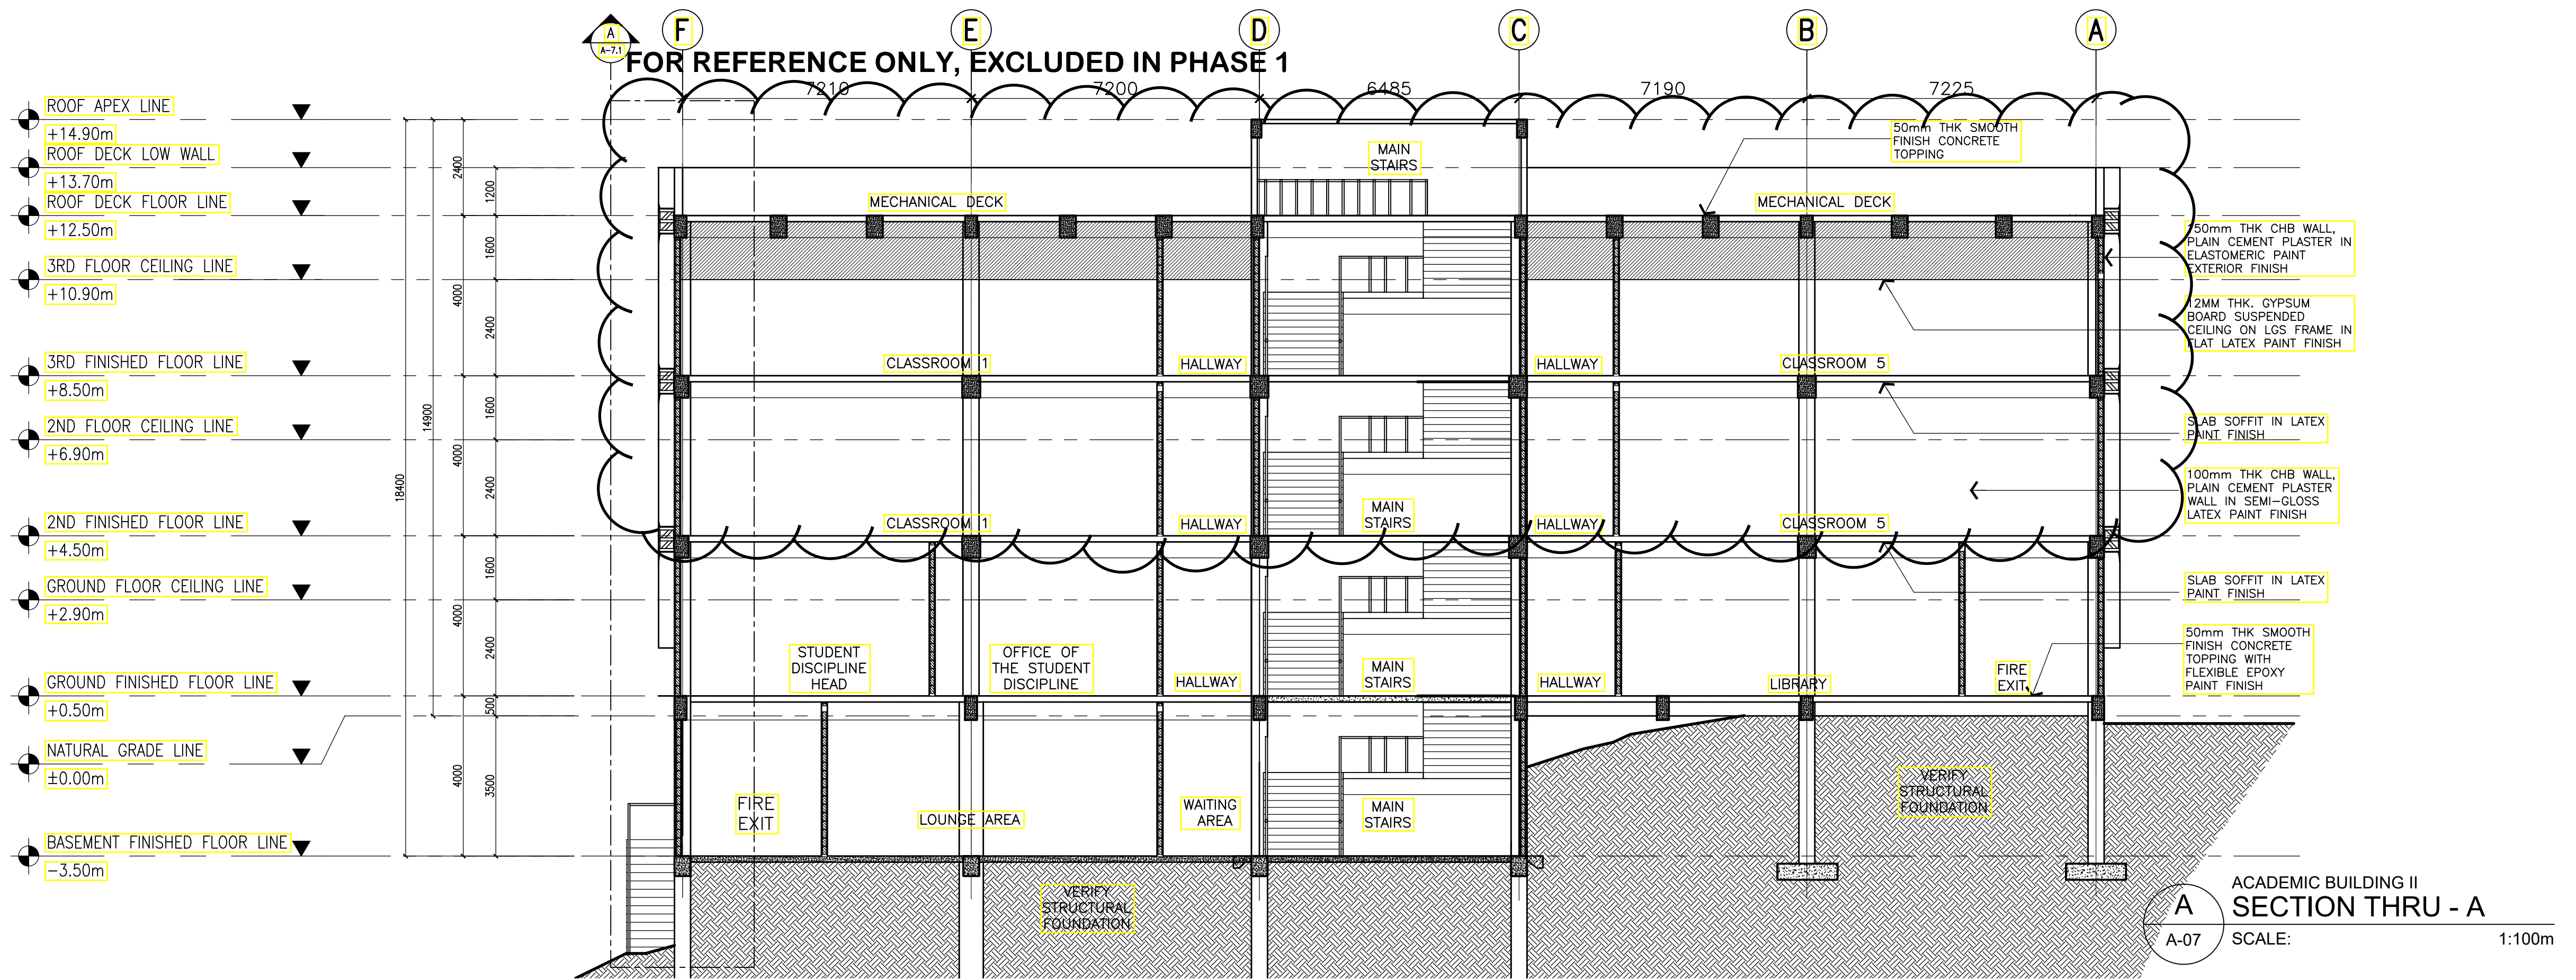 A
A-7.1
F
E
D
C
B
A
FOR REFERENCE ONLY, EXCLUDED IN PHASE 1
7210
7200
6485
7190
7225
ROOF APEX LINE
+14.90m
ROOF DECK LOW WALL
+13.70m
ROOF DECK FLOOR LINE
+12.50m
3RD FLOOR CEILING LINE
+10.90m
3RD FINISHED FLOOR LINE
+8.50m
2ND FLOOR CEILING LINE
+6.90m
2ND FINISHED FLOOR LINE
+4.50m
GROUND FLOOR CEILING LINE
+2.90m
GROUND FINISHED FLOOR LINE
+0.50m
NATURAL GRADE LINE
±0.00m
BASEMENT FINISHED FLOOR LINE
-3.50m
18400
14900
2400
4000
4000
4000
4000
1200
1600
2400
1600
2400
1600
2400
500
3500
MAIN
STAIRS
50mm THK SMOOTH
FINISH CONCRETE
TOPPING
MECHANICAL DECK
MECHANICAL DECK
150mm THK CHB WALL,
PLAIN CEMENT PLASTER IN
ELASTOMERIC PAINT
EXTERIOR FINISH
12MM THK. GYPSUM
BOARD SUSPENDED
CEILING ON LGS FRAME IN
FLAT LATEX PAINT FINISH
CLASSROOM 1
HALLWAY
HALLWAY
CLASSROOM 5
SLAB SOFFIT IN LATEX
PAINT FINISH
100mm THK CHB WALL,
PLAIN CEMENT PLASTER
WALL IN SEMI-GLOSS
LATEX PAINT FINISH
CLASSROOM 1
HALLWAY
MAIN
STAIRS
HALLWAY
CLASSROOM 5
SLAB SOFFIT IN LATEX
PAINT FINISH
50mm THK SMOOTH
FINISH CONCRETE
TOPPING WITH
FLEXIBLE EPOXY
PAINT FINISH
STUDENT
DISCIPLINE
HEAD
OFFICE OF
THE STUDENT
DISCIPLINE
HALLWAY
MAIN
STAIRS
HALLWAY
LIBRARY
FIRE
EXIT
FIRE
EXIT
LOUNGE AREA
WAITING
AREA
MAIN
STAIRS
VERIFY
STRUCTURAL
FOUNDATION
VERIFY
STRUCTURAL
FOUNDATION
A
A-07
ACADEMIC BUILDING II
SECTION THRU - A
SCALE: 1:100m